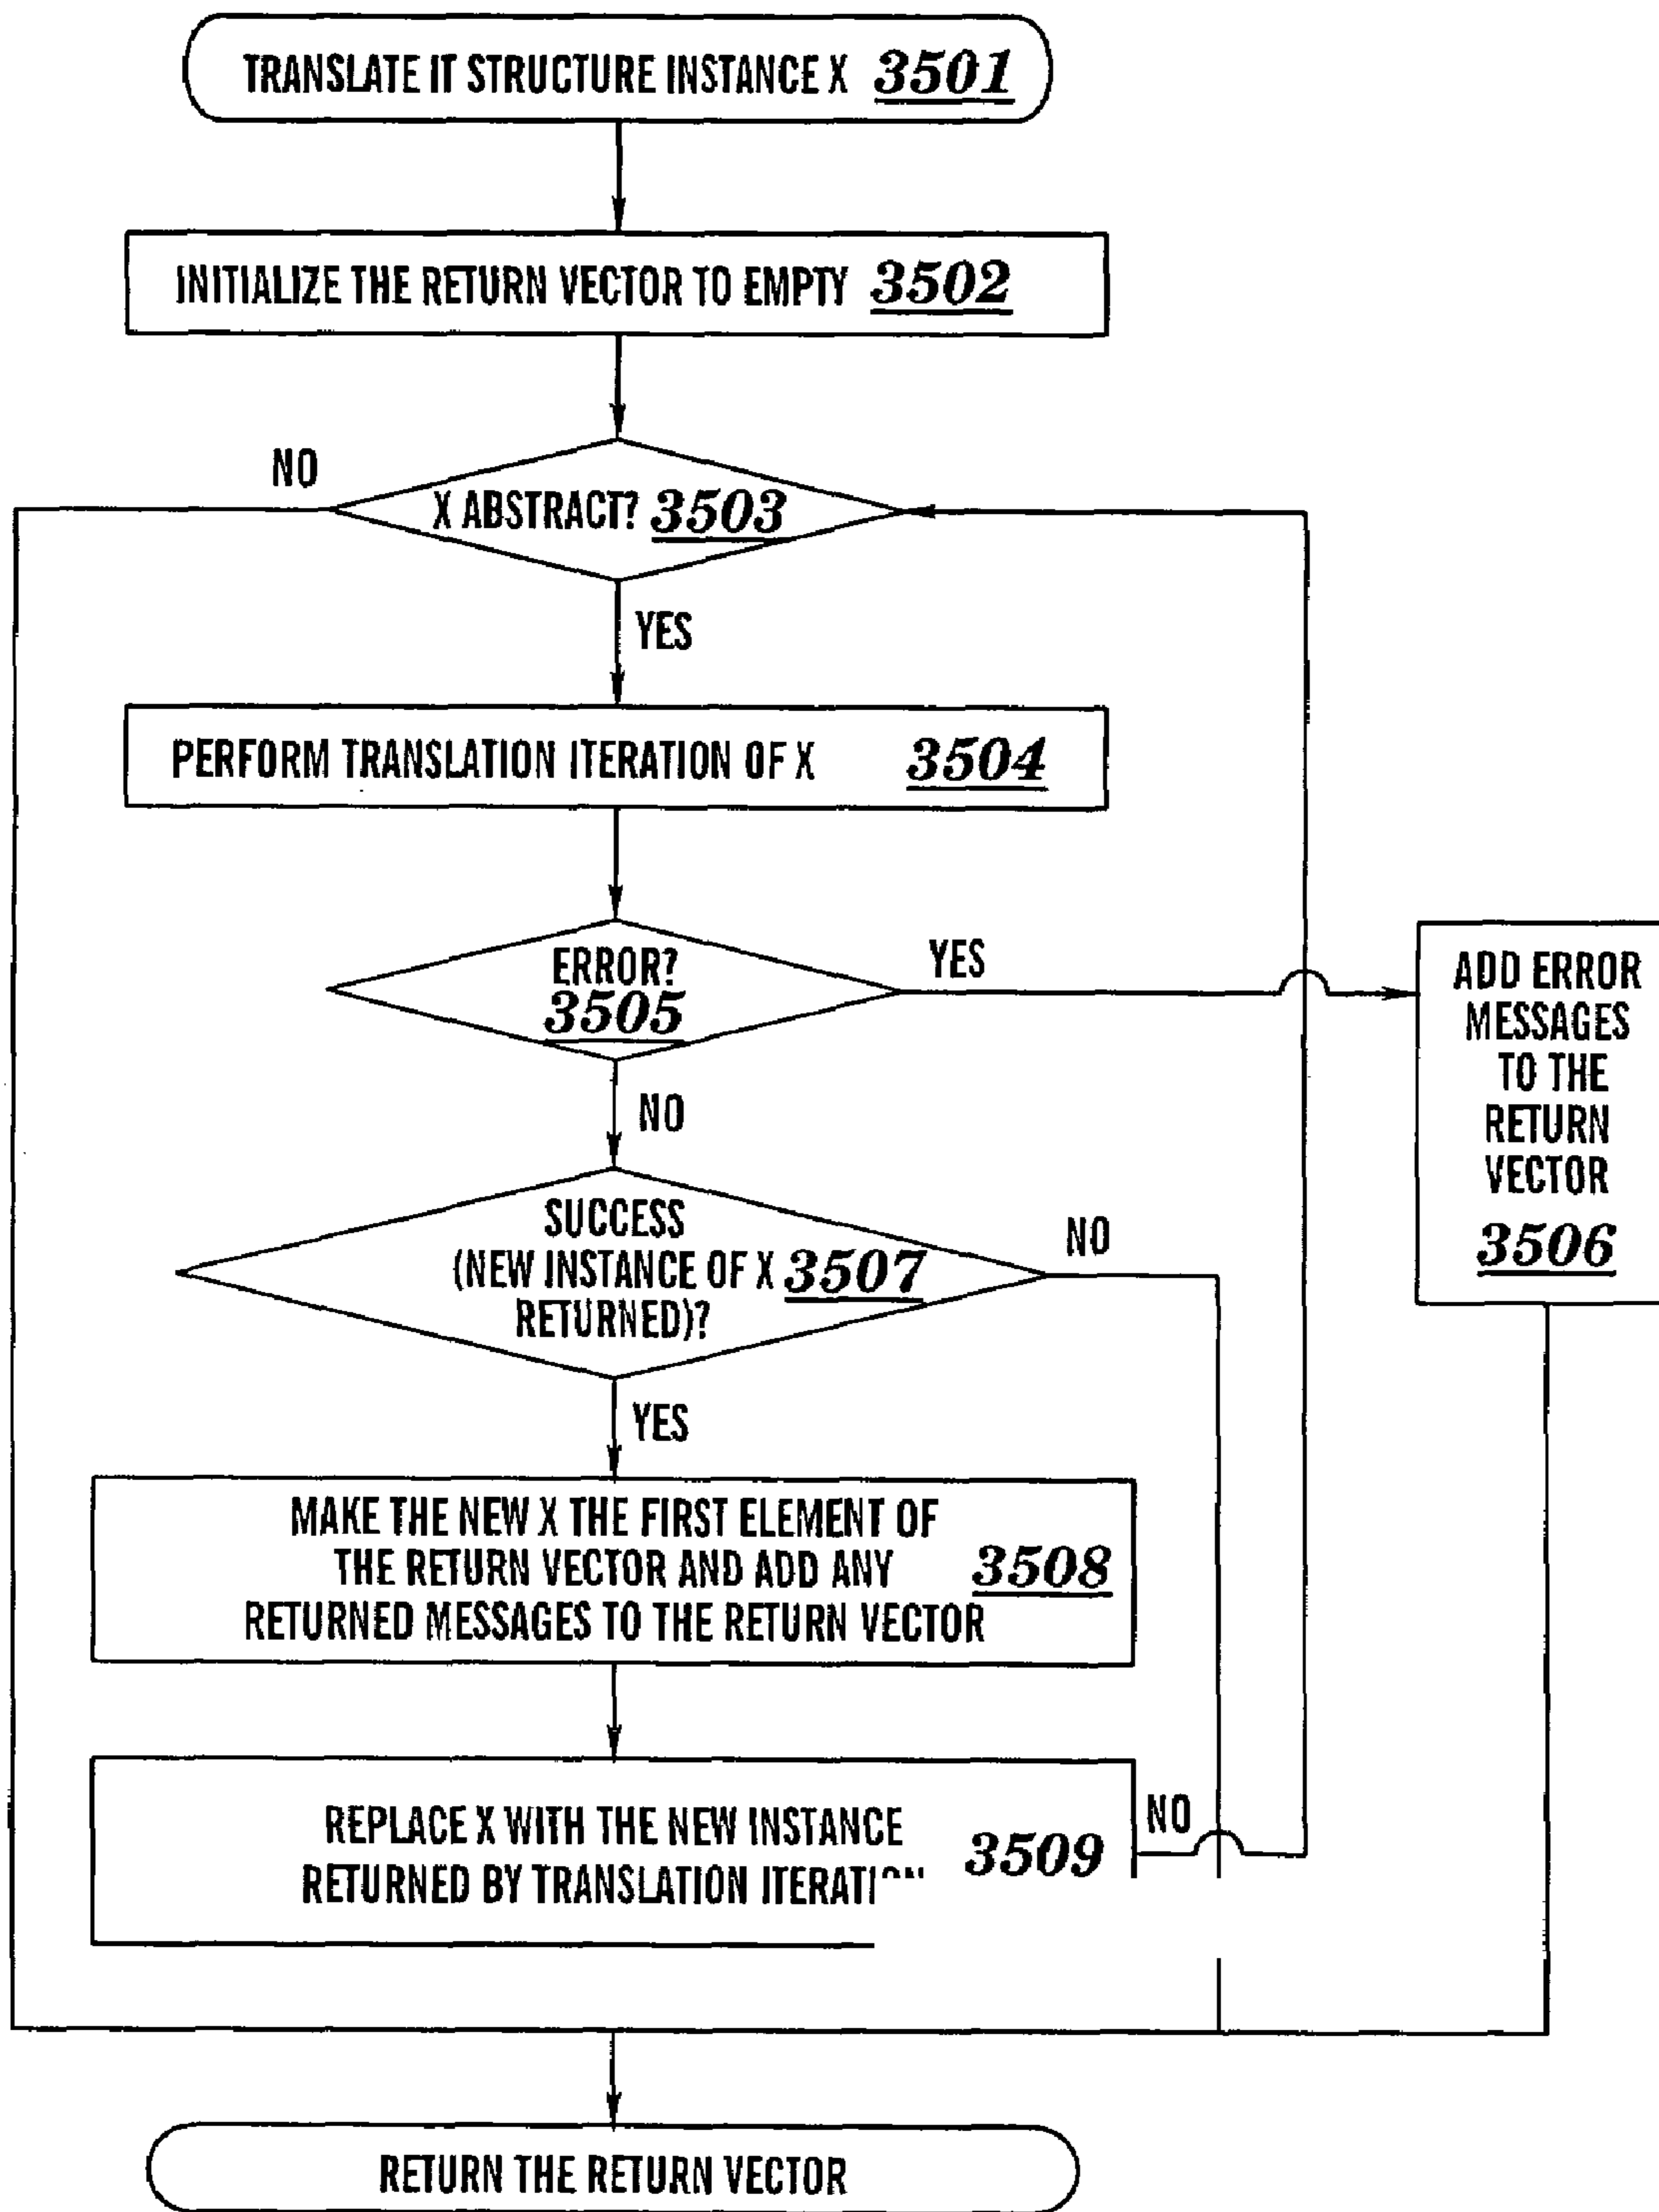 TRANSLATE IT STRUCTURE INSTANCE X 3501
INITIALIZE THE RETURN VECTOR TO EMPTY 3502
NO
X ABSTRACT? 3503
YES
PERFORM TRANSLATION ITERATION OF X 3504
ERROR?
3505
YES
NO
ADD ERROR
MESSAGES
TO THE
RETURN
VECTOR
3506
SUCCESS
(NEW INSTANCE OF X 3507
RETURNED)?
NO
YES
MAKE THE NEW X THE FIRST ELEMENT OF
THE RETURN VECTOR AND ADD ANY 3508
RETURNED MESSAGES TO THE RETURN VECTOR
REPLACE X WITH THE NEW INSTANCE
RETURNED BY TRANSLATION
3509
NO
RETURN THE RETURN VECTOR